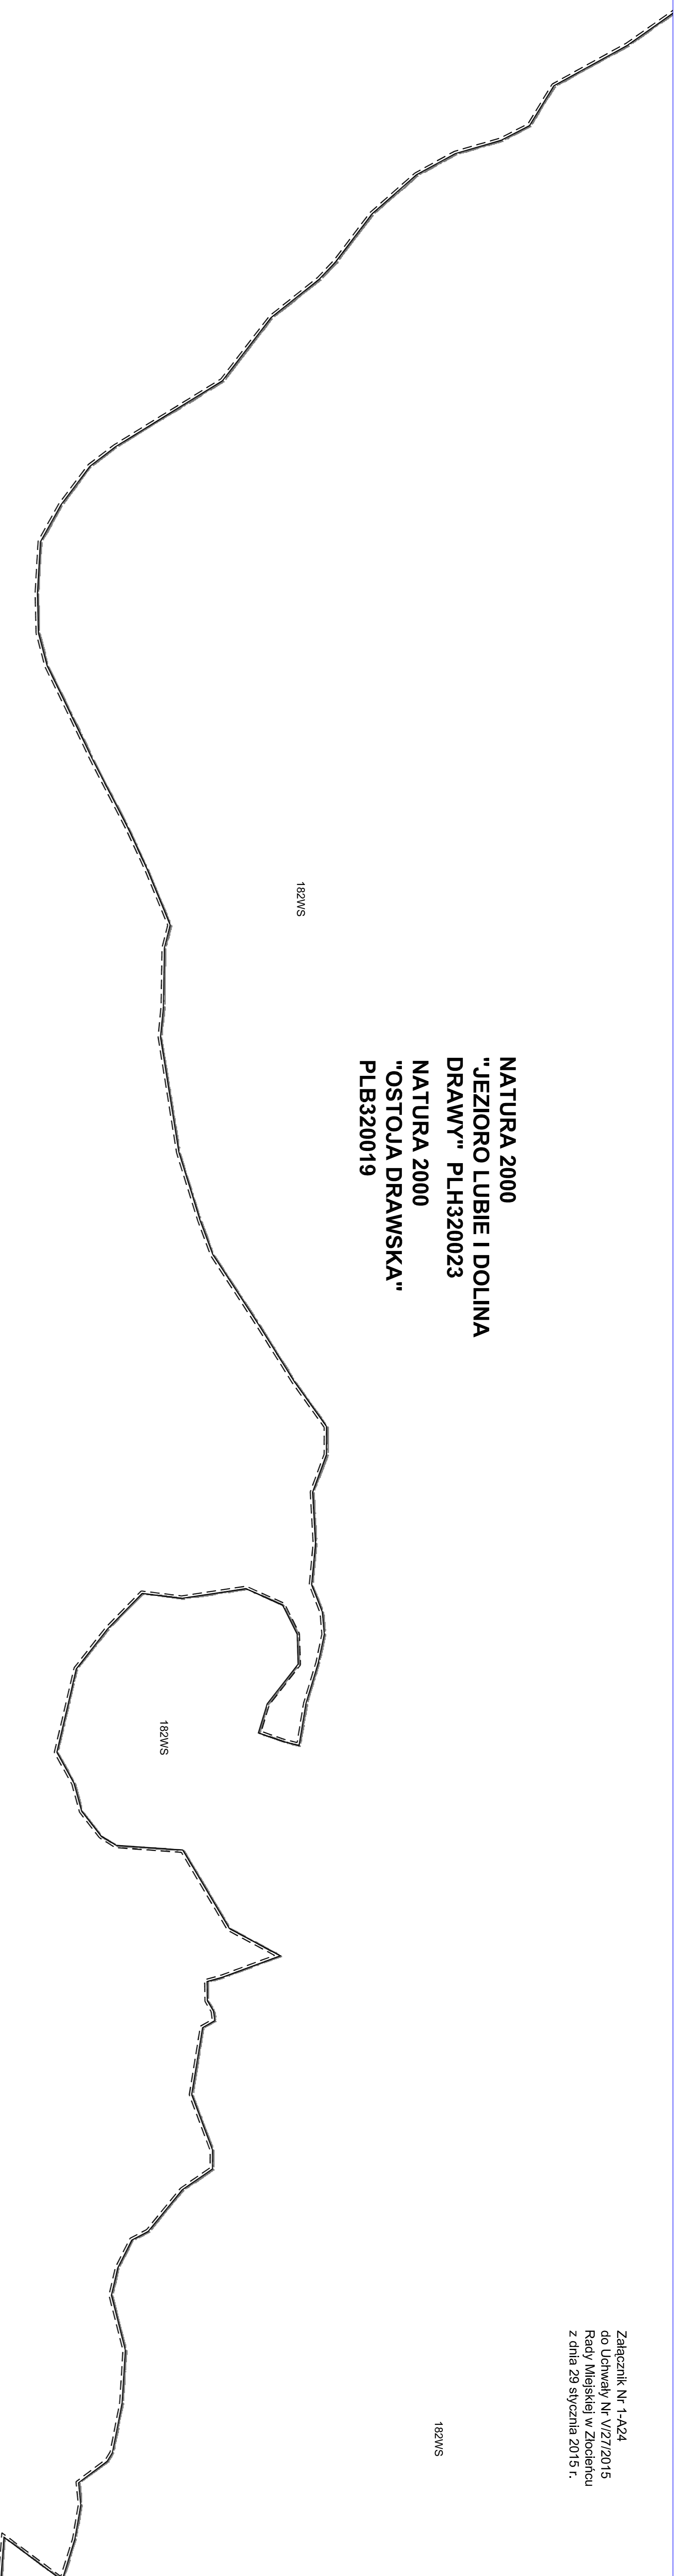 Załącznik Nr 1-A24
do Uchwały Nr V/27/2015
Rady Miejskiej w Złocieńcu
z dnia 29 stycznia 2015 r.
NATURA 2000
"JEZIORO LUBIE I DOLINA
DRAWY" PLH320023
NATURA 2000
"OSTOJA DRAWSKA"
PLB320019
182WS
182WS
182WS